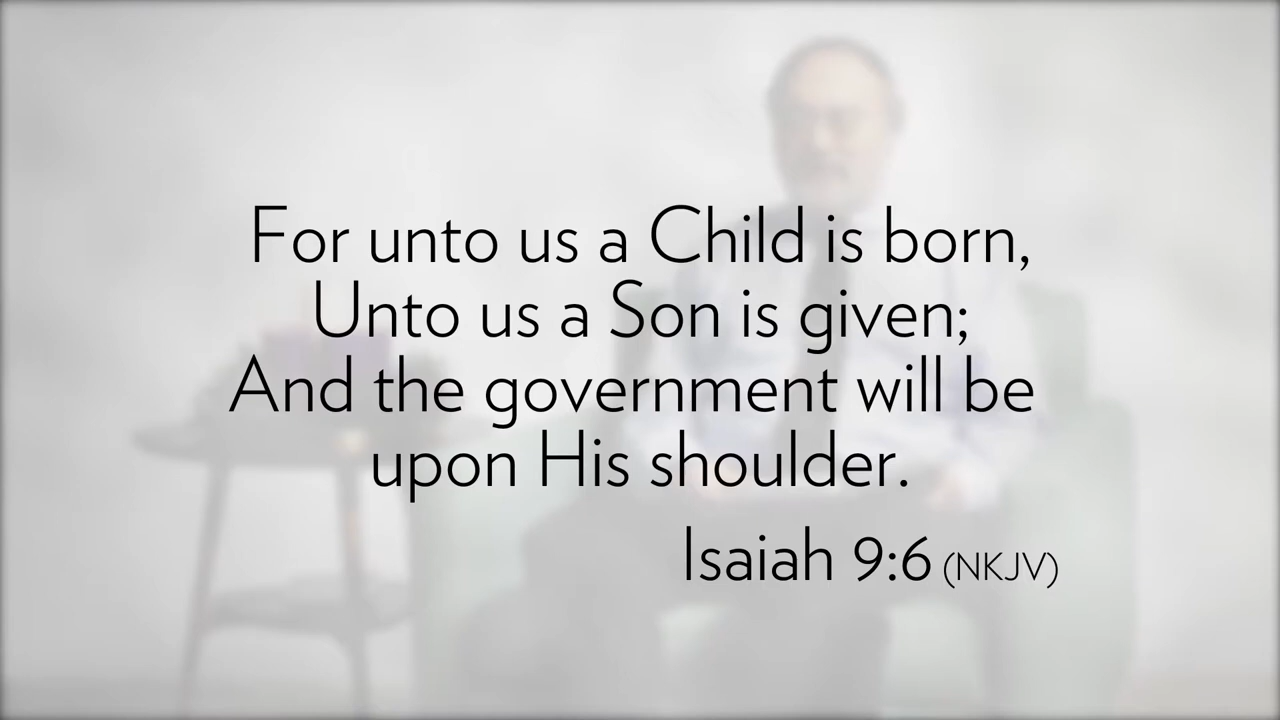 For unto us a Child is born,
Unto us a Son is given;
And the government will be
upon His shoulder.
Isaiah 9:6 (NKJV)